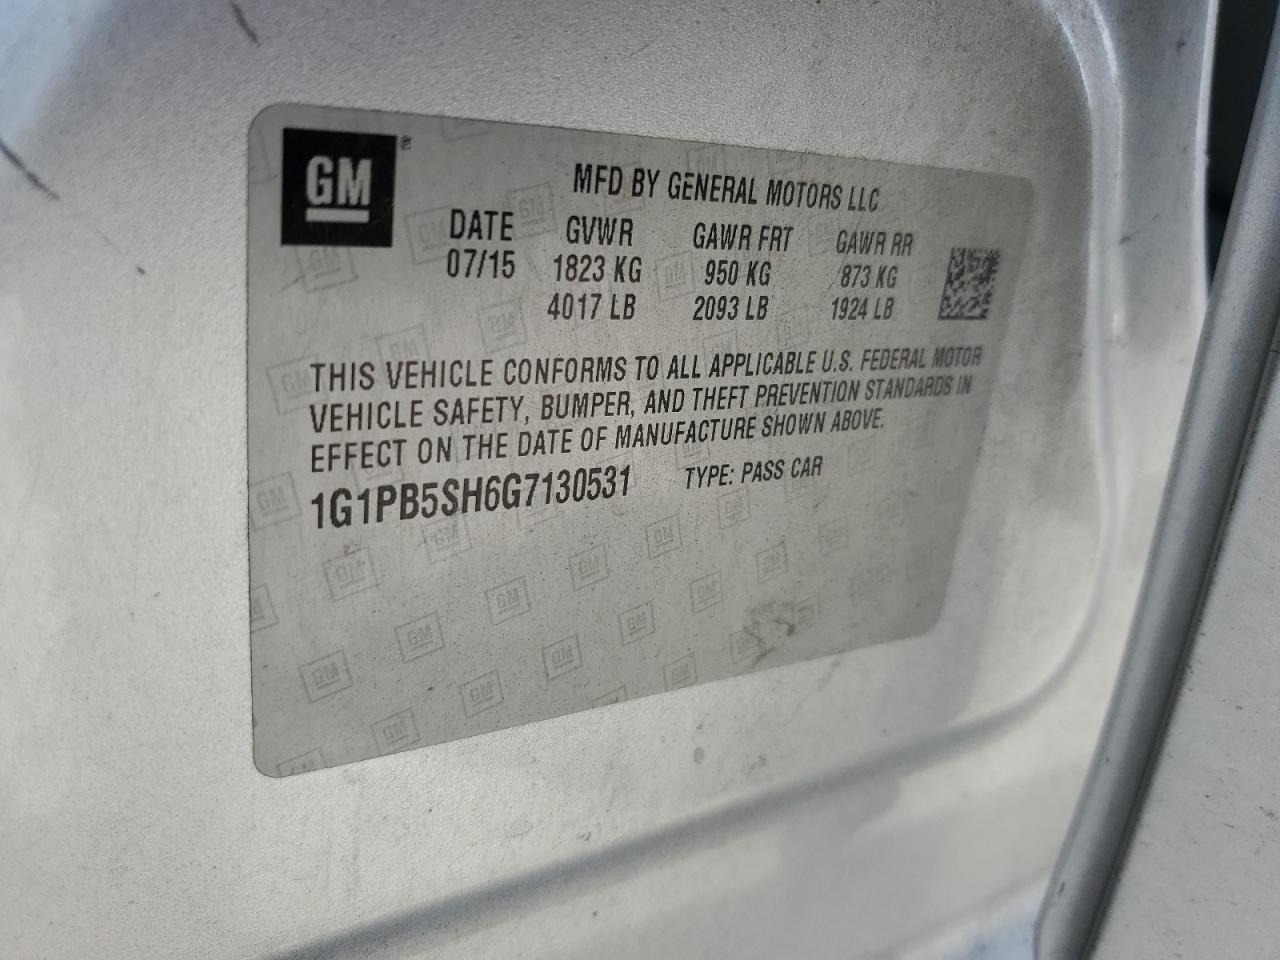 GM
MFD BY GENERAL MOTORS LLC
DATE GVWR GAWR FRT GAWR RR
07/15 1823 KG 950 KG 873 KG
4017 LB 2093 LB 1924 LB
THIS VEHICLE CONFORMS TO ALL APPLICABLE U.S. FEDERAL MOTOR
VEHICLE SAFETY, BUMPER, AND THEFT PREVENTION STANDARDS IN
EFFECT ON THE DATE OF MANUFACTURE SHOWN ABOVE.
1G1PB5SH6G7130531 TYPE: PASS CAR